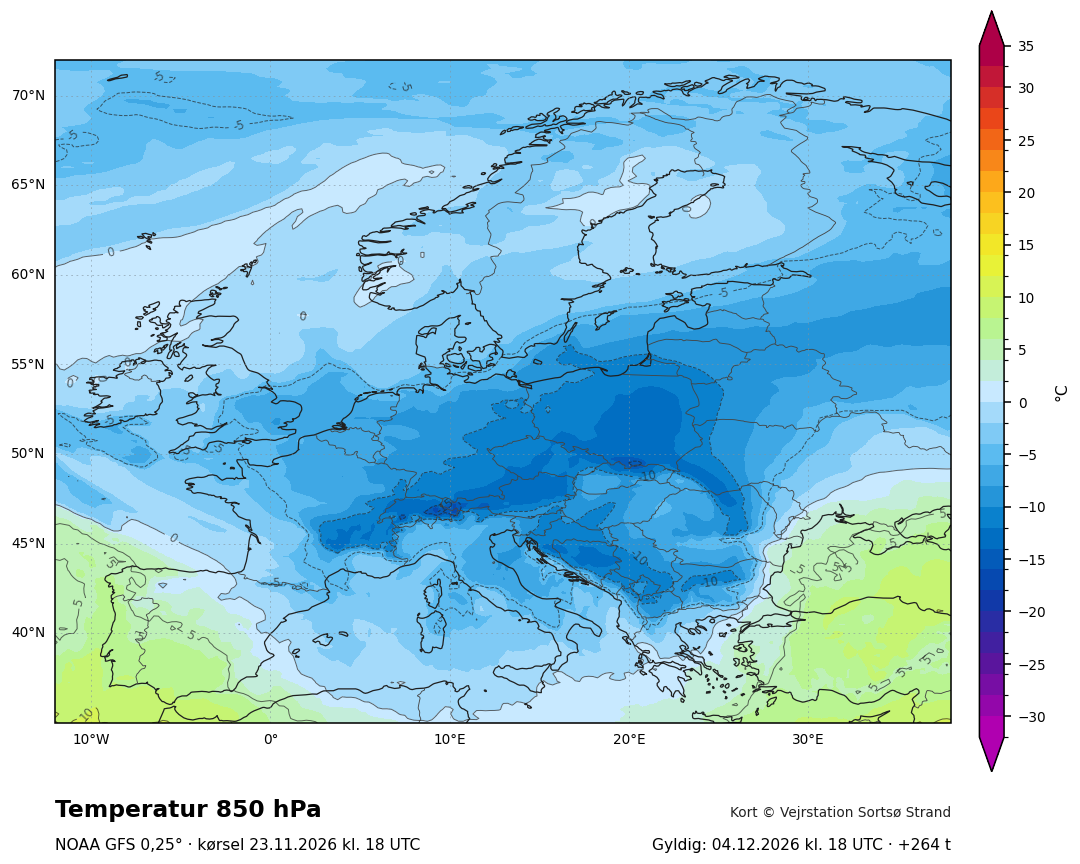 70°N
65°N
60°N
55°N
50°N
45°N
40°N
10°W 0° 10°E 20°E 30°E
35
30
25
20
15
10
5
0
−5
−10
−15
−20
−25
−30
°C
Temperatur 850 hPa
Kort © Vejrstation Sortsø Strand
NOAA GFS 0,25° · kørsel 23.11.2026 kl. 18 UTC
Gyldig: 04.12.2026 kl. 18 UTC · +264 t